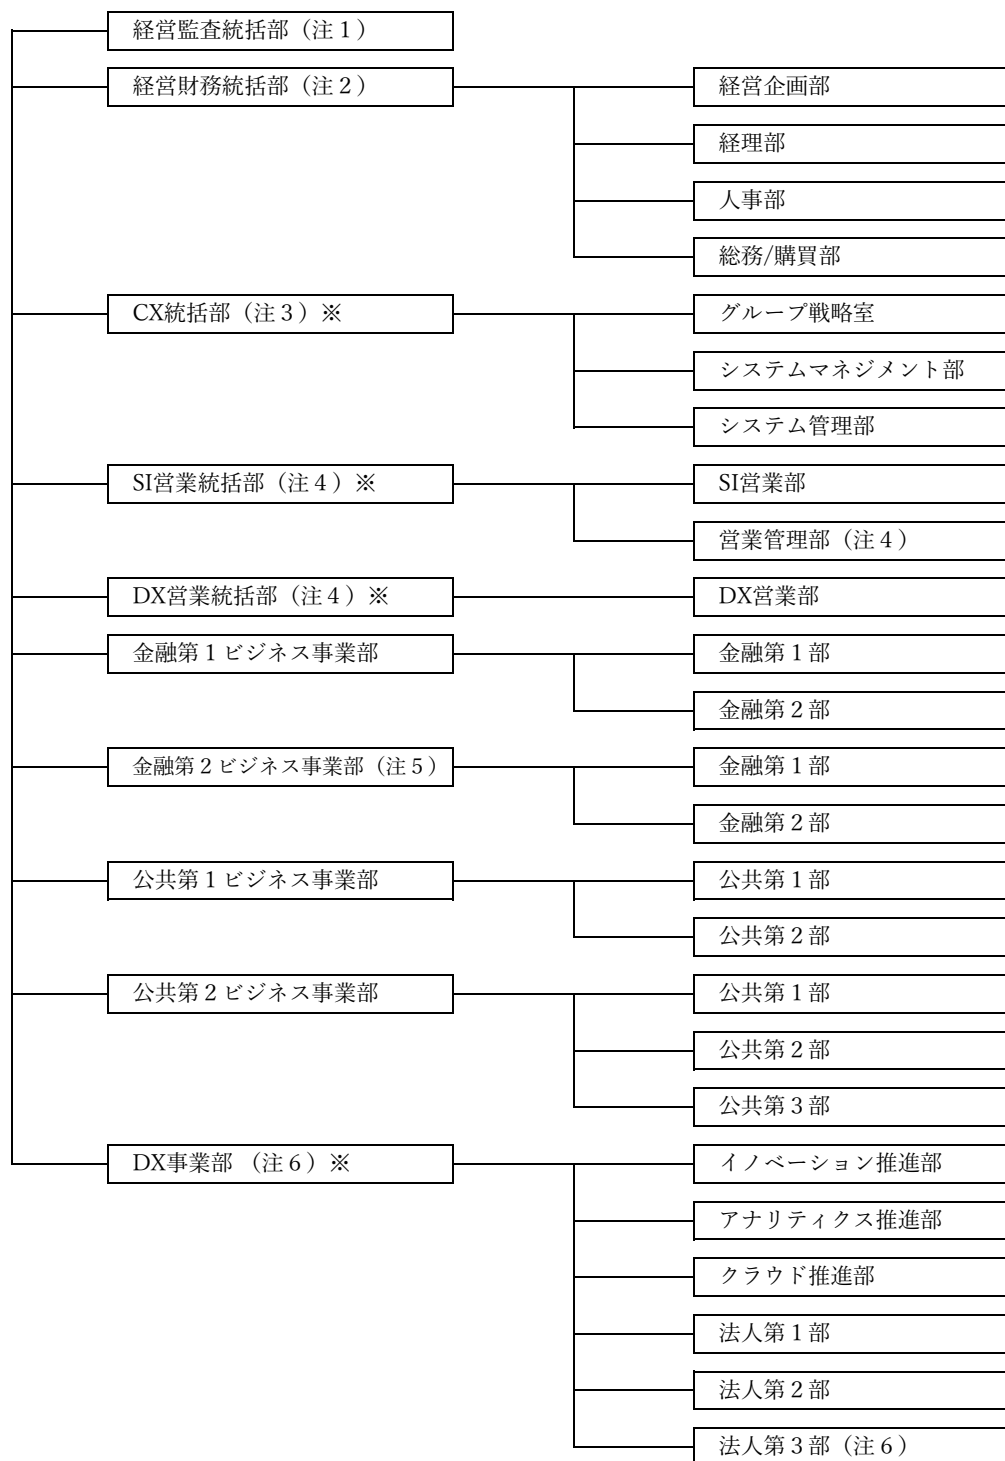 経営監査統括部（注１）
経営財務統括部（注２）
経営企画部
経理部
人事部
総務/購買部
CX統括部（注３）※
グループ戦略室
システムマネジメント部
システム管理部
SI営業統括部（注４）※
SI営業部
営業管理部（注４）
DX営業統括部（注４）※
DX営業部
金融第１ビジネス事業部
金融第１部
金融第２部
金融第２ビジネス事業部（注５）
金融第１部
金融第２部
公共第１ビジネス事業部
公共第１部
公共第２部
公共第２ビジネス事業部
公共第１部
公共第２部
公共第３部
DX事業部 （注６）※
イノベーション推進部
アナリティクス推進部
クラウド推進部
法人第１部
法人第２部
法人第３部（注６）